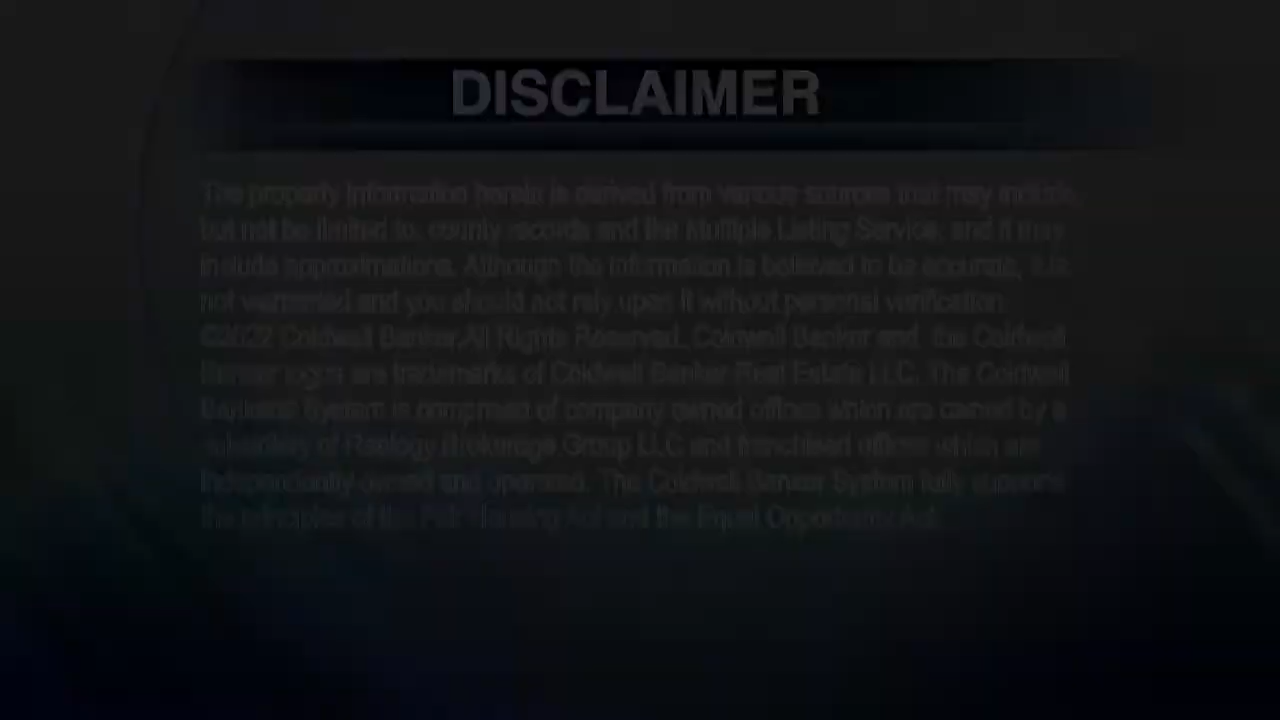 DISCLAIMER
The property information herein is derived from various sources that may include,
but not be limited to, county records and the Multiple Listing Service, and it may
include approximations. Although the information is believed to be accurate, it is
not warranted and you should not rely upon it without personal verification.
©2022 Coldwell Banker.All Rights Reserved. Coldwell Banker and the Coldwell
Banker logos are trademarks of Coldwell Banker Real Estate LLC. The Coldwell
System is comprised of company owned offices which are owned by a
subsidiary of Realogy Brokerage Group LLC and franchised offices which are
independently owned and operated. The Coldwell Banker System fully supports
the principles of the Fair Housing Act and the Equal Opportunity Act.